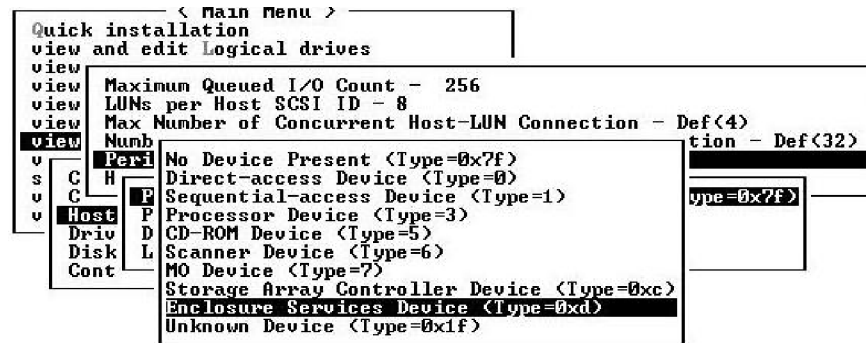 < Main Menu >
Quick installation
view and edit Logical drives
view
view Maximum Queued I/O Count - 256
view LUNs per Host SCSI ID - 8
view Max Number of Concurrent Host-LUN Connection - Def(4)
view Numb tion - Def(32)
v Peri No Device Present (Type=0x7f)
s C H Direct-access Device (Type=0)
v C P Sequential-access Device (Type=1) ype=0x7f)
v Host P Processor Device (Type=3)
Driv D CD-ROM Device (Type=5)
Disk L Scanner Device (Type=6)
Cont MO Device (Type=7)
Storage Array Controller Device (Type=0xc)
Enclosure Services Device (Type=0xd)
Unknown Device (Type=0x1f)